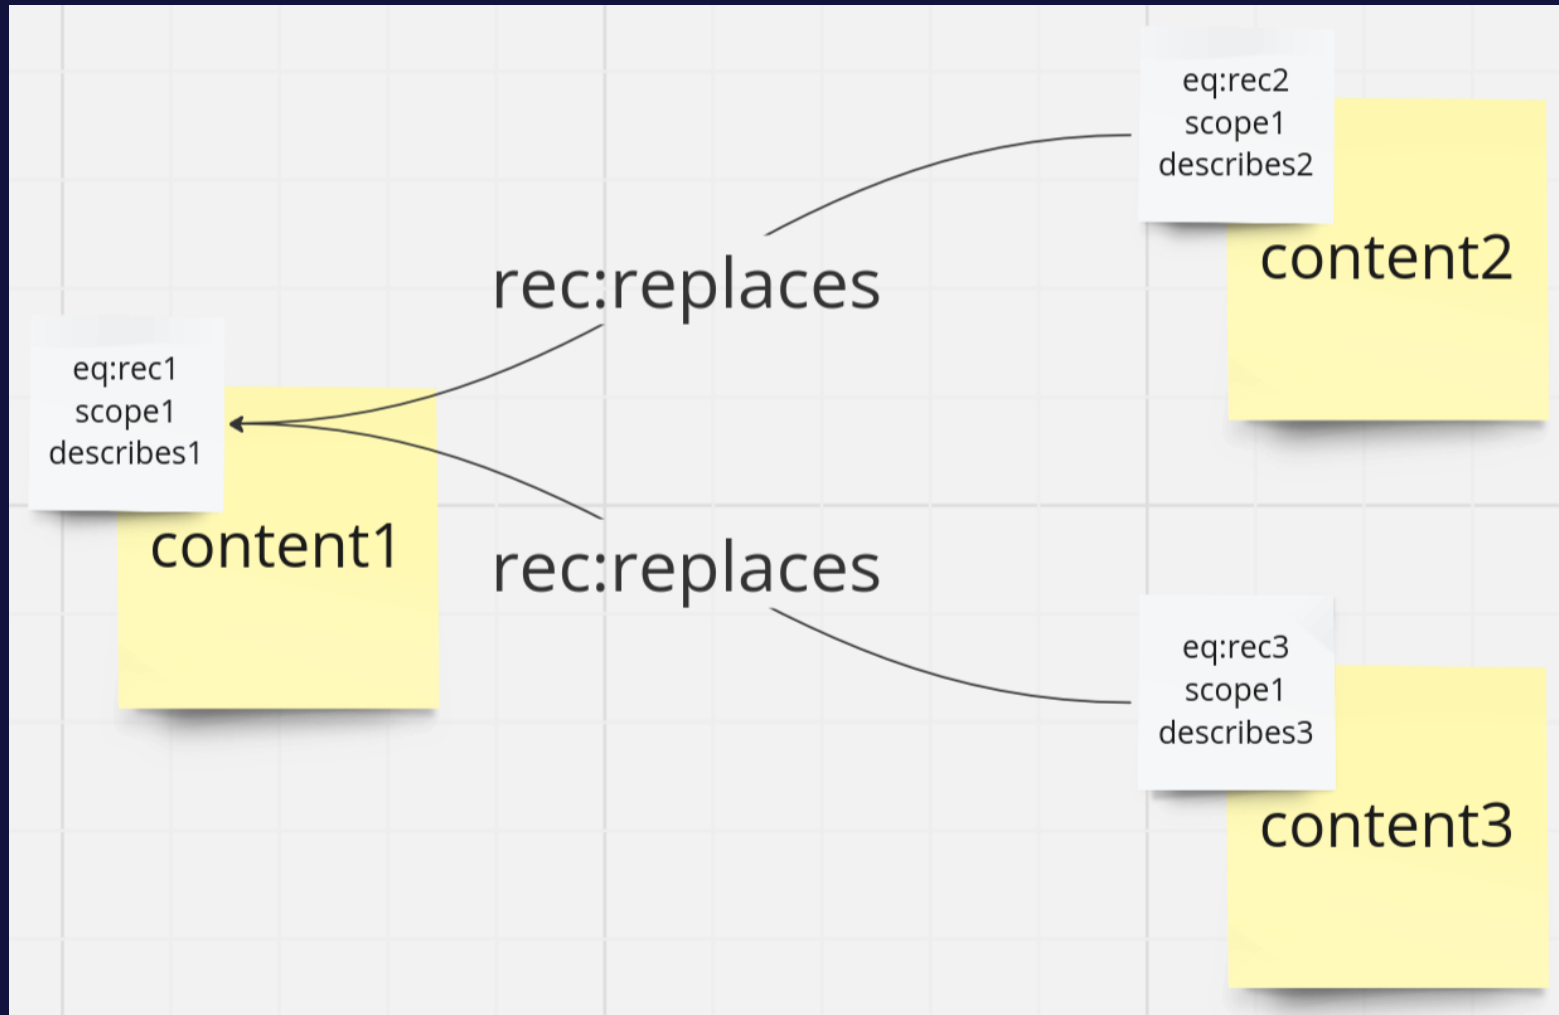 eq:rec2
scope1
describes2
content2
rec:replaces
eq:rec1
scope1
describes1
content1
rec:replaces
eq:rec3
scope1
describes3
content3